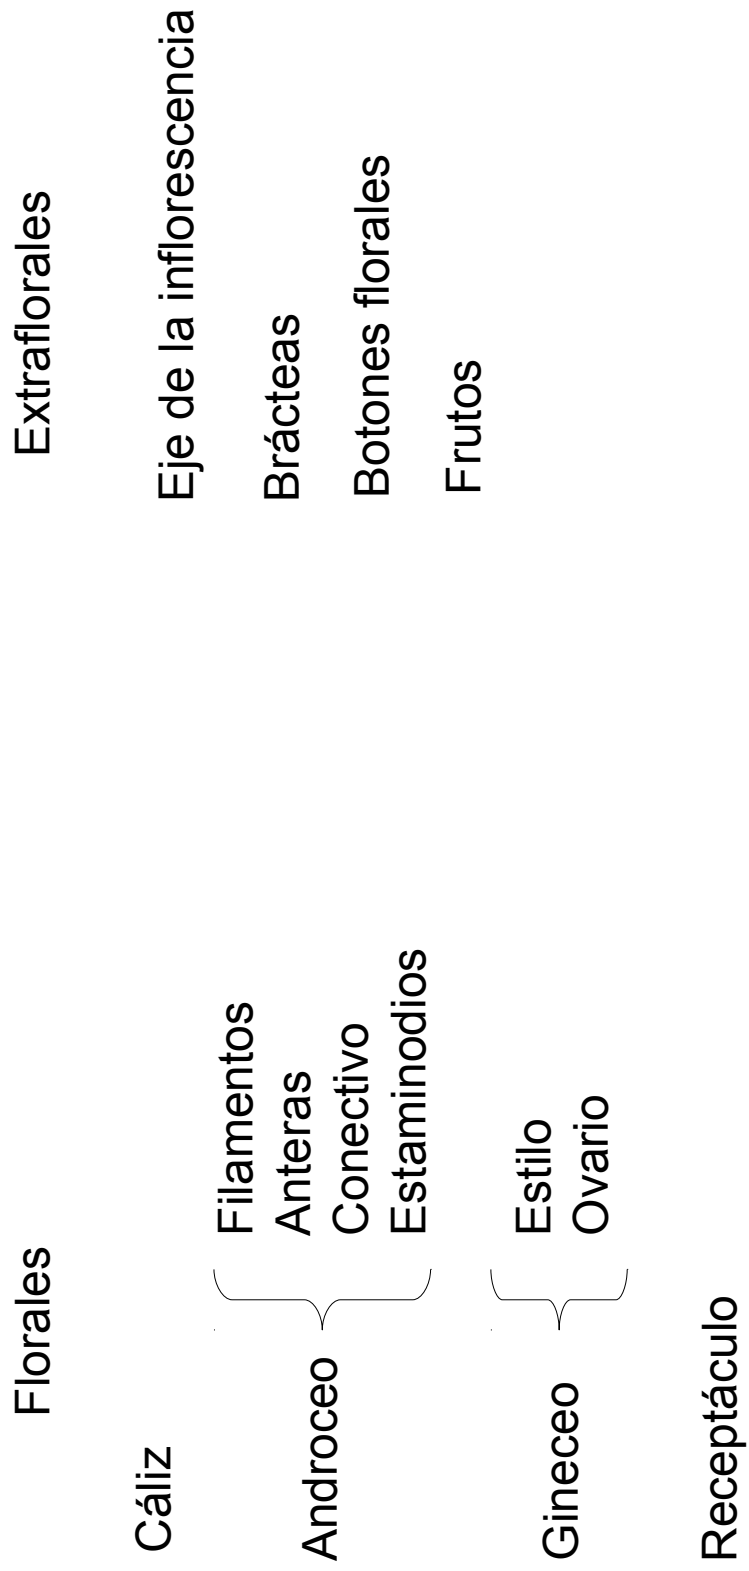 Florales
Extraflorales
Cáliz
Androceo
Filamentos
Anteras
Conectivo
Estaminodios
Gineceo
Estilo
Ovario
Receptáculo
Eje de la inflorescencia
Brácteas
Botones florales
Frutos